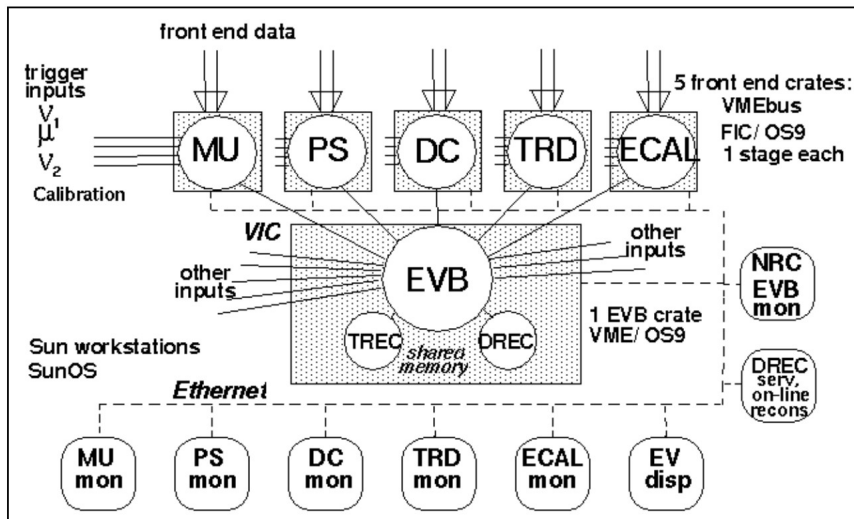 front end data
trigger
inputs
V1
μ
V2
Calibration
5 front end crates:
VMEbus
FIC/ OS9
1 stage each
MU
PS
DC
TRD
ECAL
VIC
other
inputs
other
inputs
EVB
TREC
DREC
shared
memory
1 EVB crate
VME/ OS9
NRC
EVB
mon
DREC
serv,
on-line
recons
Sun workstations
SunOS
Ethernet
MU
mon
PS
mon
DC
mon
TRD
mon
ECAL
mon
EV
disp